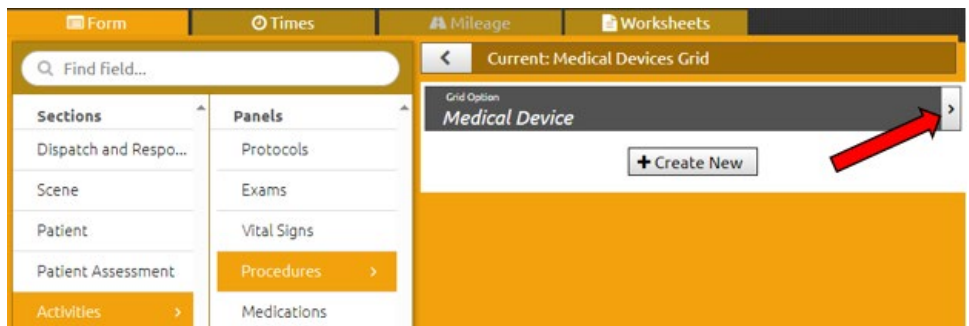 Form
Times
Mileage
Worksheets
Find field...
Current: Medical Devices Grid
Sections
Dispatch and Respo...
Scene
Patient
Patient Assessment
Activities
Panels
Protocols
Exams
Vital Signs
Procedures
Medications
Grid Option
Medical Device
+ Create New